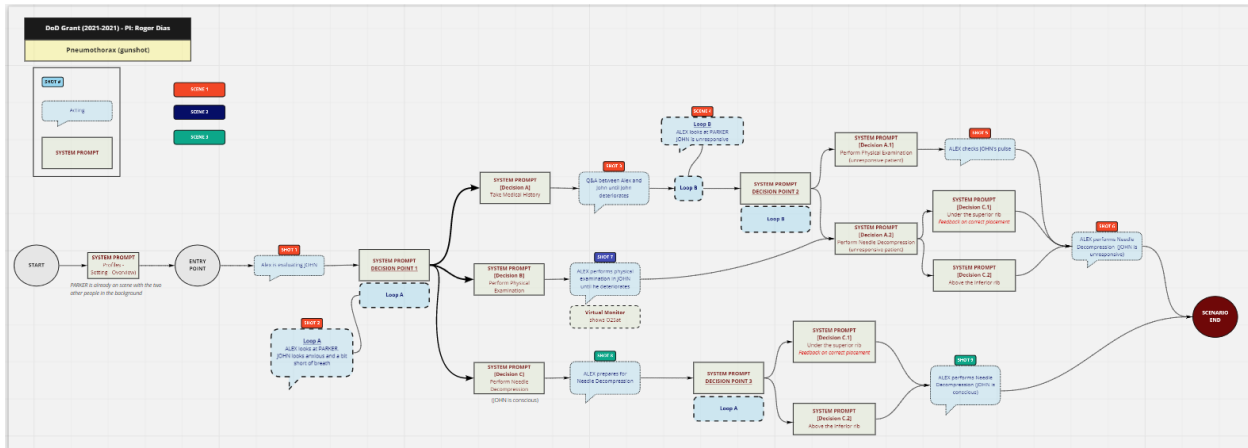 DoD Grant (2021-2021) - PI: Roger Dias
Pneumothorax (gunshot)
SHOT #
Acting
SYSTEM PROMPT
SCENE 1
SCENE 2
SCENE 3
START
SYSTEM PROMPT
Profiles -
Setting - Overview)
PARKER is already on scene with the two
other people in the background
ENTRY
POINT
SHOT 1
Alex is evaluating JOHN
SYSTEM PROMPT
DECISION POINT 1
Loop A
SHOT 2
Loop A
ALEX looks at PARKER.
JOHN looks anxious and a bit
short of breath
SYSTEM PROMPT
[Decision A]
Take Medical History
SHOT 3
Q&A between Alex and
John until John
deteriorates
SCENE 4
Loop B
ALEX looks at PARKER
JOHN is unresponsive
Loop B
SYSTEM PROMPT
DECISION POINT 2
Loop B
SYSTEM PROMPT
[Decision A.1]
Perform Physical Examination
(unresponsive patient)
SHOT 5
ALEX checks JOHN's pulse
SYSTEM PROMPT
[Decision A.2]
Perform Needle Decompression
(unresponsive patient)
SYSTEM PROMPT
[Decision C.1]
Under the superior rib
Feedback on correct placement
SYSTEM PROMPT
[Decision C.2]
Above the inferior rib
SHOT 6
ALEX performs Needle
Decompression (JOHN is
unresponsive)
SYSTEM PROMPT
[Decision B]
Perform Physical
Examination
SHOT 7
ALEX performs physical
examination in JOHN
until he deteriorates
Virtual Monitor
shows O2Sat
SYSTEM PROMPT
[Decision C]
Perform Needle
Decompression
(JOHN is conscious)
SHOT 8
ALEX prepares for
Needle Decompression
SYSTEM PROMPT
DECISION POINT 3
Loop A
SYSTEM PROMPT
[Decision C.1]
Under the superior rib
Feedback on correct placement
SYSTEM PROMPT
[Decision C.2]
Above the inferior rib
SHOT 9
ALEX performs Needle
Decompression (JOHN is
conscious)
SCENARIO
END